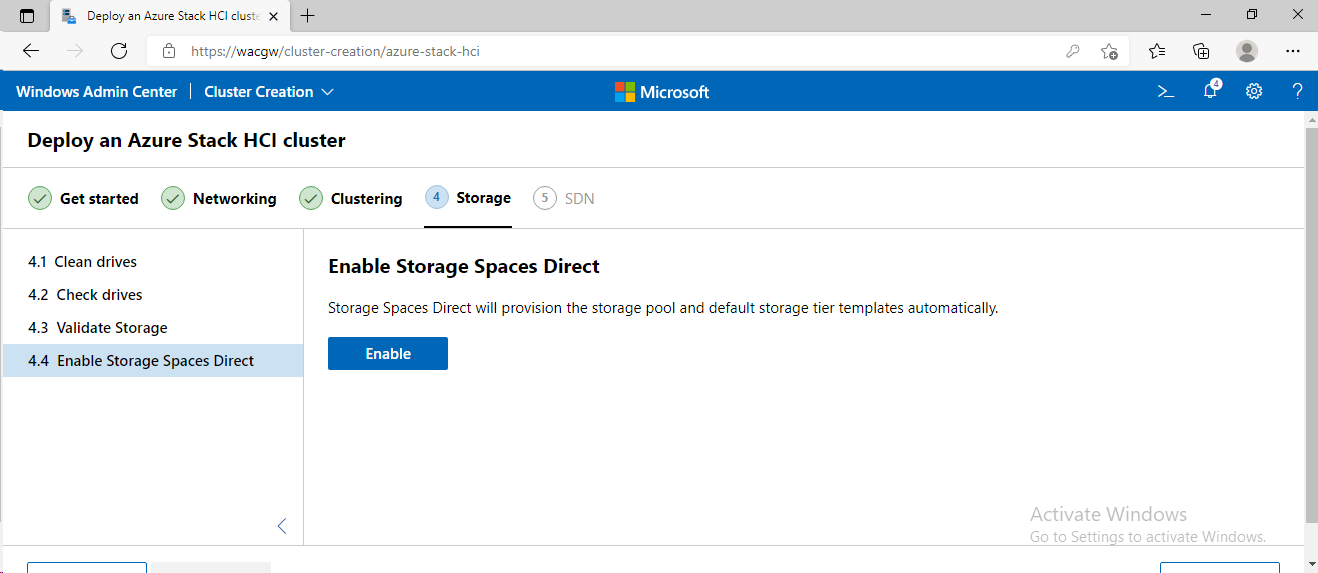 Deploy an Azure Stack HCI cluste
https://wacgw/cluster-creation/azure-stack-hci
Windows Admin Center Cluster Creation Microsoft 4 ?
Deploy an Azure Stack HCI cluster
Get started Networking Clustering 4 Storage 5 SDN
4.1 Clean drives
4.2 Check drives
4.3 Validate Storage
4.4 Enable Storage Spaces Direct
Enable Storage Spaces Direct
Storage Spaces Direct will provision the storage pool and default storage tier templates automatically.
Enable
Activate Windows
Go to Settings to activate Windows.